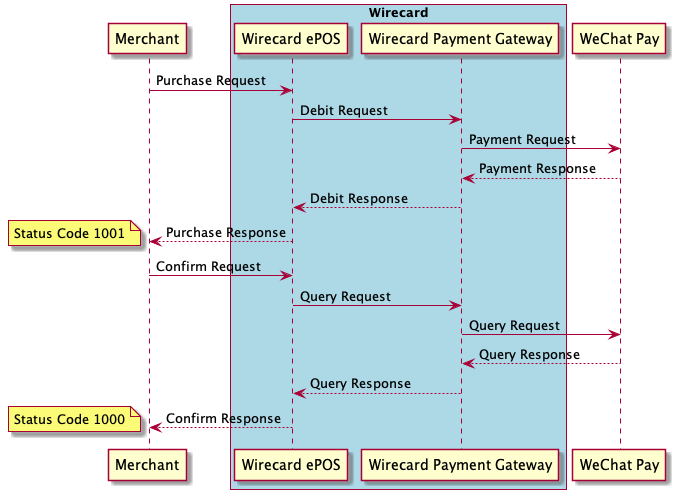 Wirecard
Merchant
Wirecard ePOS
Wirecard Payment Gateway
WeChat Pay
Purchase Request
Debit Request
Payment Request
Payment Response
Debit Response
Purchase Response
Status Code 1001
Confirm Request
Query Request
Query Request
Query Response
Query Response
Confirm Response
Status Code 1000
Merchant
Wirecard ePOS
Wirecard Payment Gateway
WeChat Pay